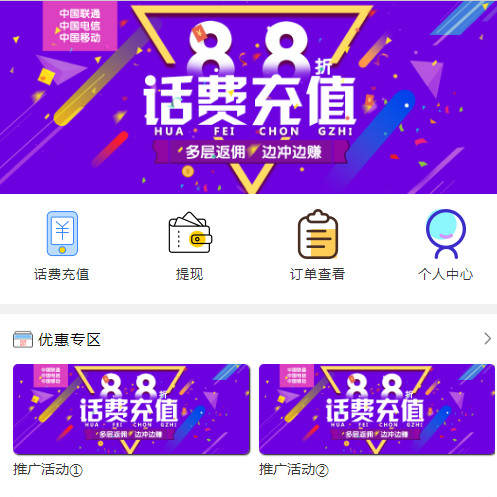 中国联通
中国电信
中国移动
8.8折
话费充值
HUA FEI CHON GZHI
多层返佣 边冲边赚
话费充值
提现
订单查看
个人中心
优惠专区
中国联通
中国电信
中国移动
8.8折
话费充值
HUA FEI CHON GZHI
多层返佣 边冲边赚
中国联通
中国电信
中国移动
8.8折
话费充值
HUA FEI CHON GZHI
多层返佣 边冲边赚
推广活动①
推广活动②